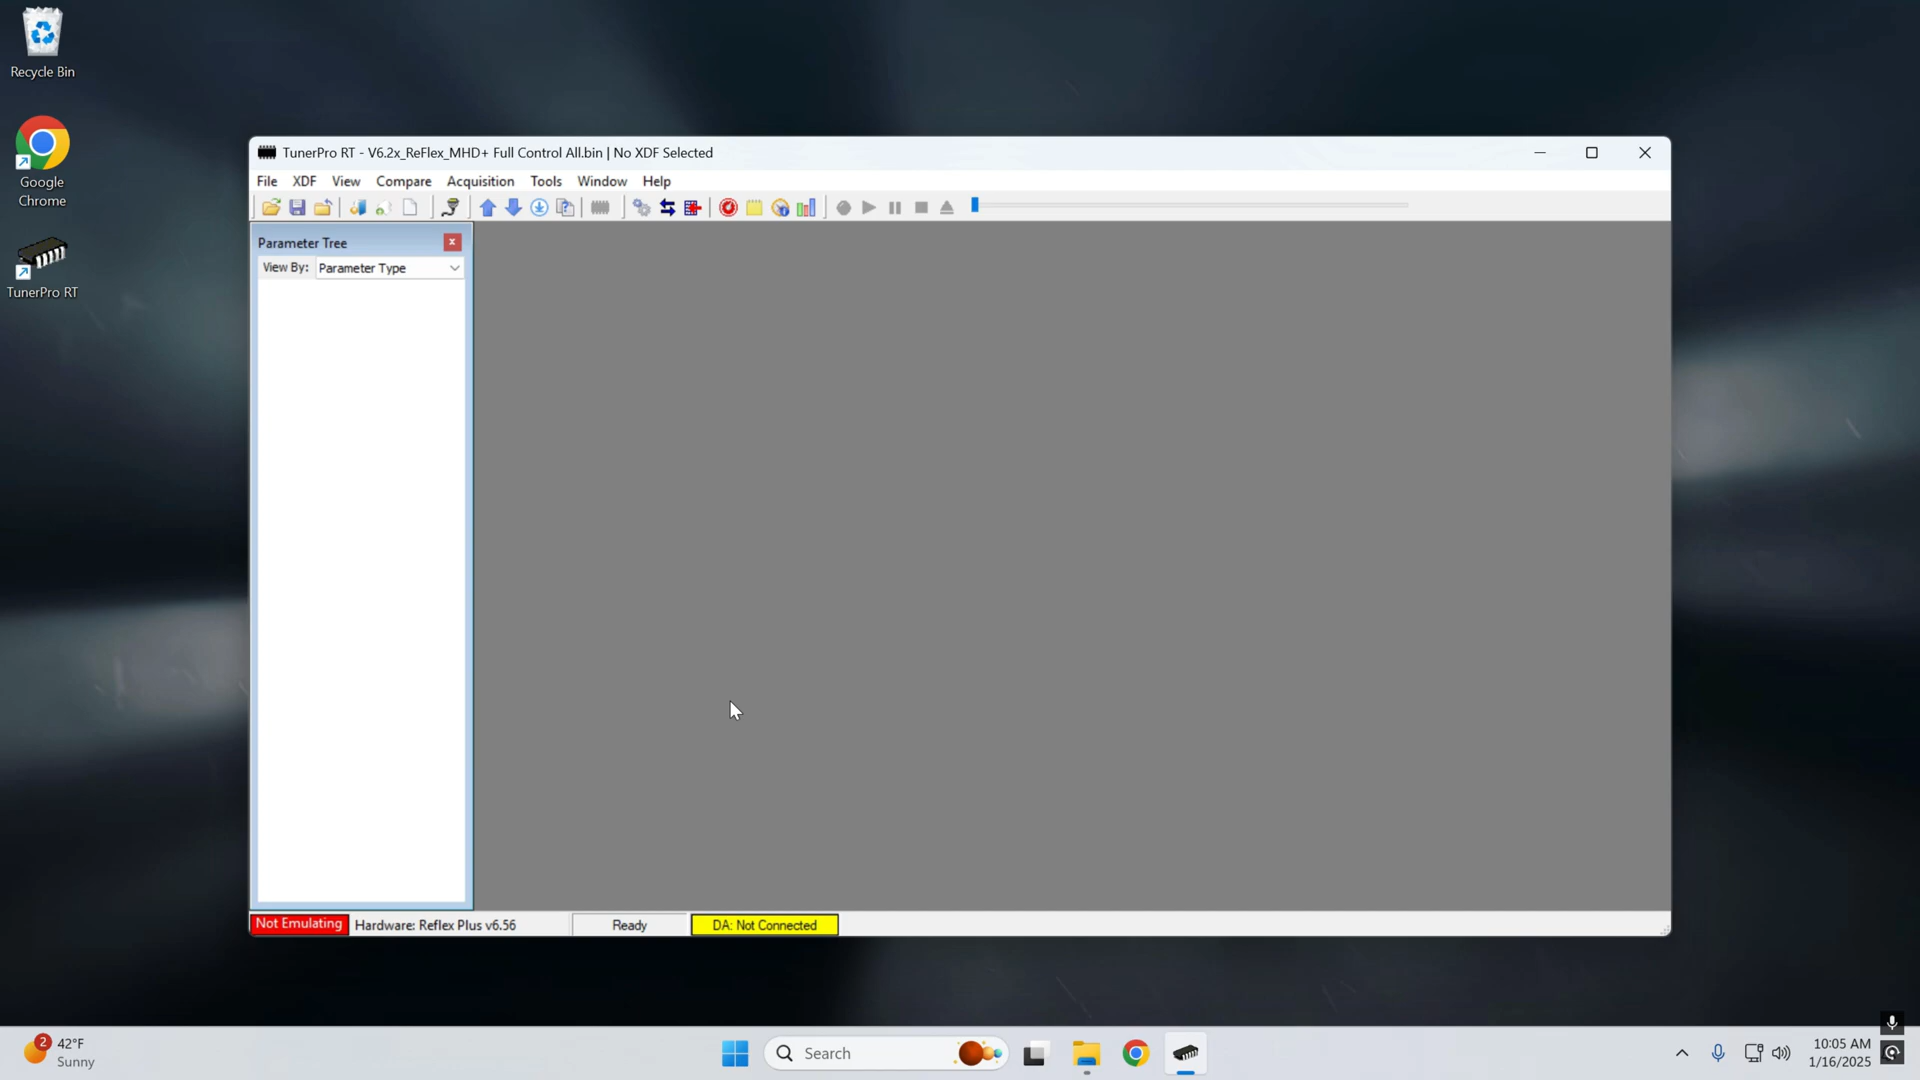 Recycle Bin
Google
Chrome
TunerPro RT
TunerPro RT - V6.2x_ReFlex_MHD+ Full Control All.bin | No XDF Selected
File XDF View Compare Acquisition Tools Window Help
Parameter Tree
View By: Parameter Type
Not Emulating Hardware: Reflex Plus v6.56 Ready DA: Not Connected
2
42°F
Sunny
Search
10:05 AM
1/16/2025